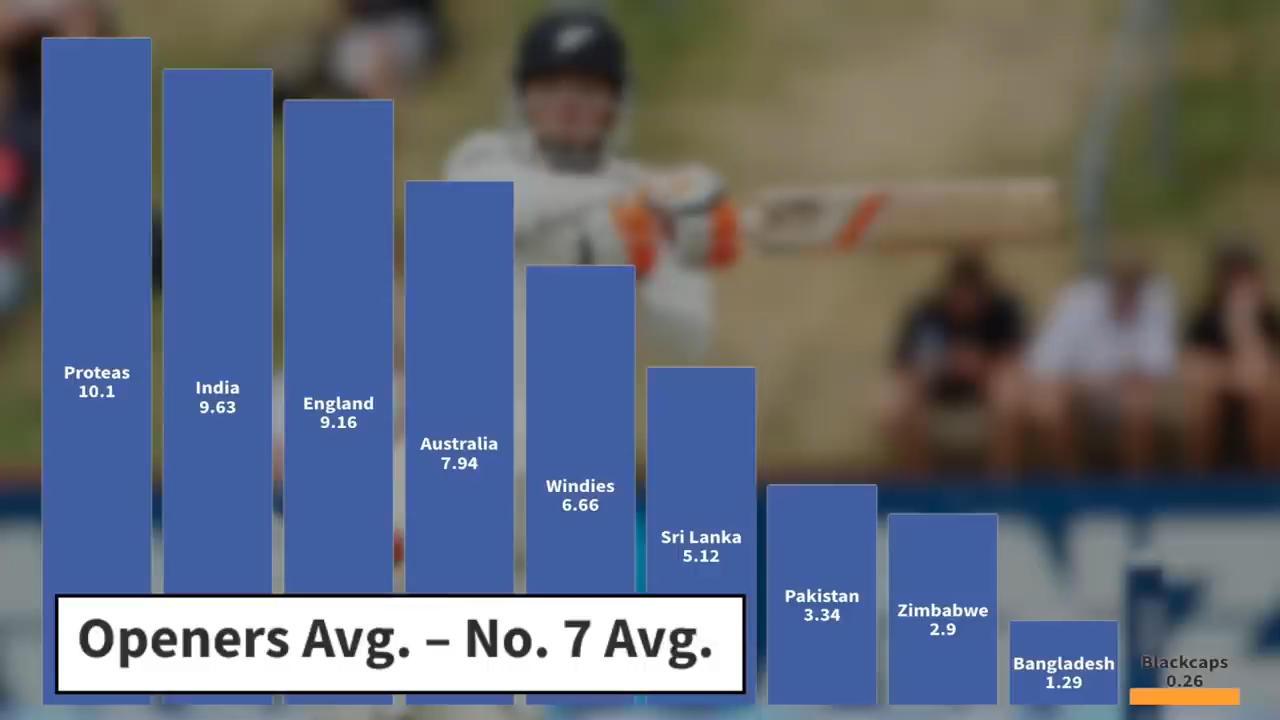 Proteas
10.1
India
9.63
England
9.16
Australia
7.94
Windies
6.66
Sri Lanka
5.12
Pakistan
3.34
Zimbabwe
2.9
Bangladesh
1.29
Blackcaps
0.26
Openers Avg. – No. 7 Avg.